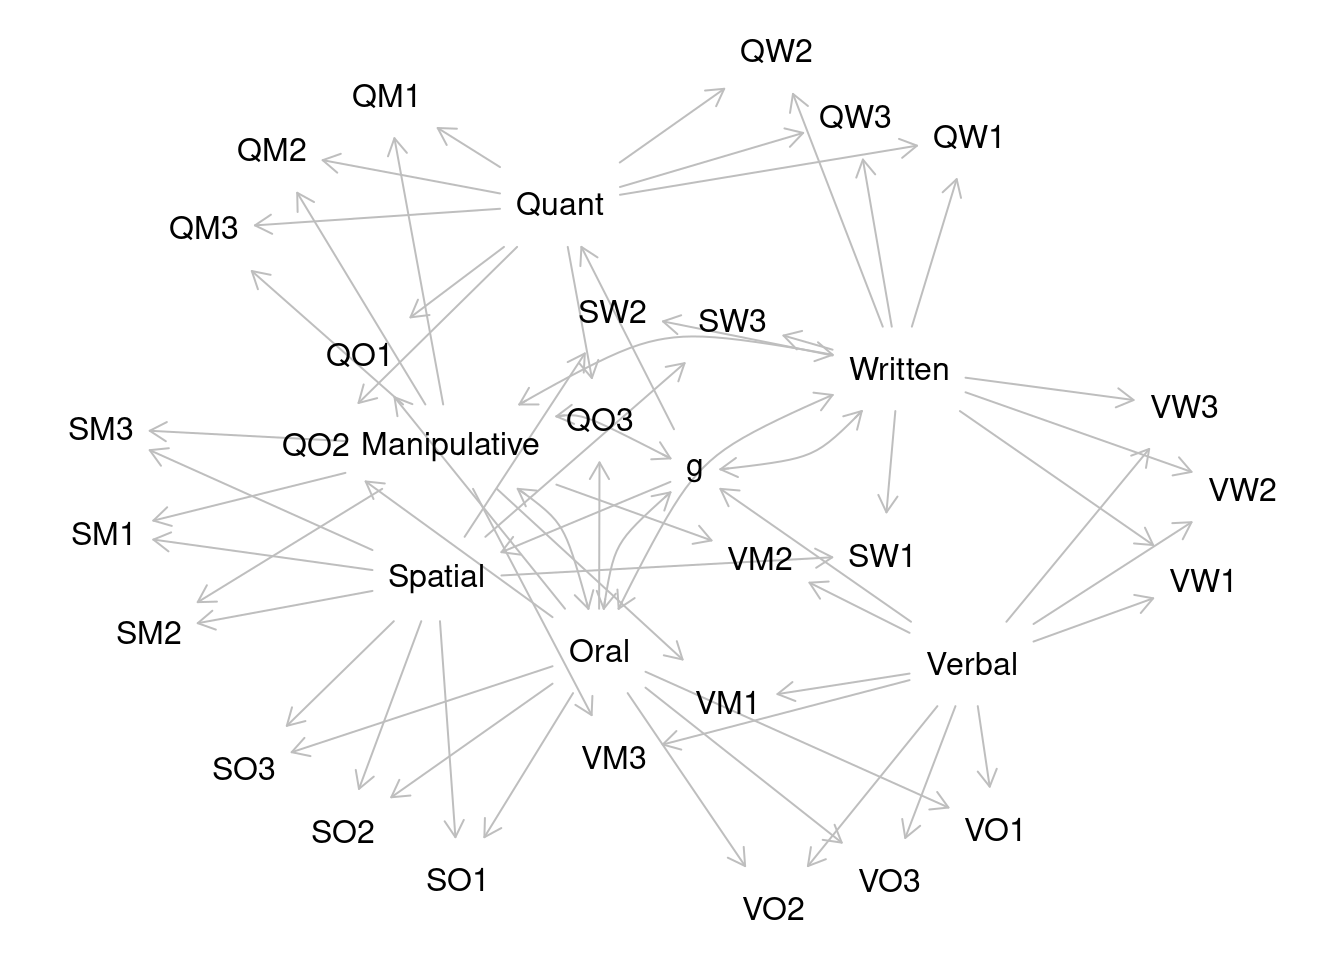 QW2
QM1
QW3
QW1
QM2
Quant
QM3
SW2
SW3
QO1
Written
VW3
QO3
SM3
QO2
Manipulative
g
VW2
SM1
VM2
SW1
Spatial
VW1
SM2
Oral
Verbal
VM1
VM3
SO3
SO2
VO1
SO1
VO3
VO2